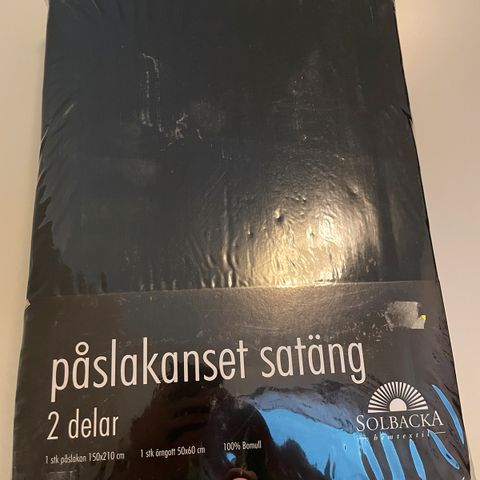 påslakanset satäng
2 delar
1 stk påslakan 150x210 cm 1 stk örngott 50x60 cm 100% Bomull
SOLBACKA
hemtextil